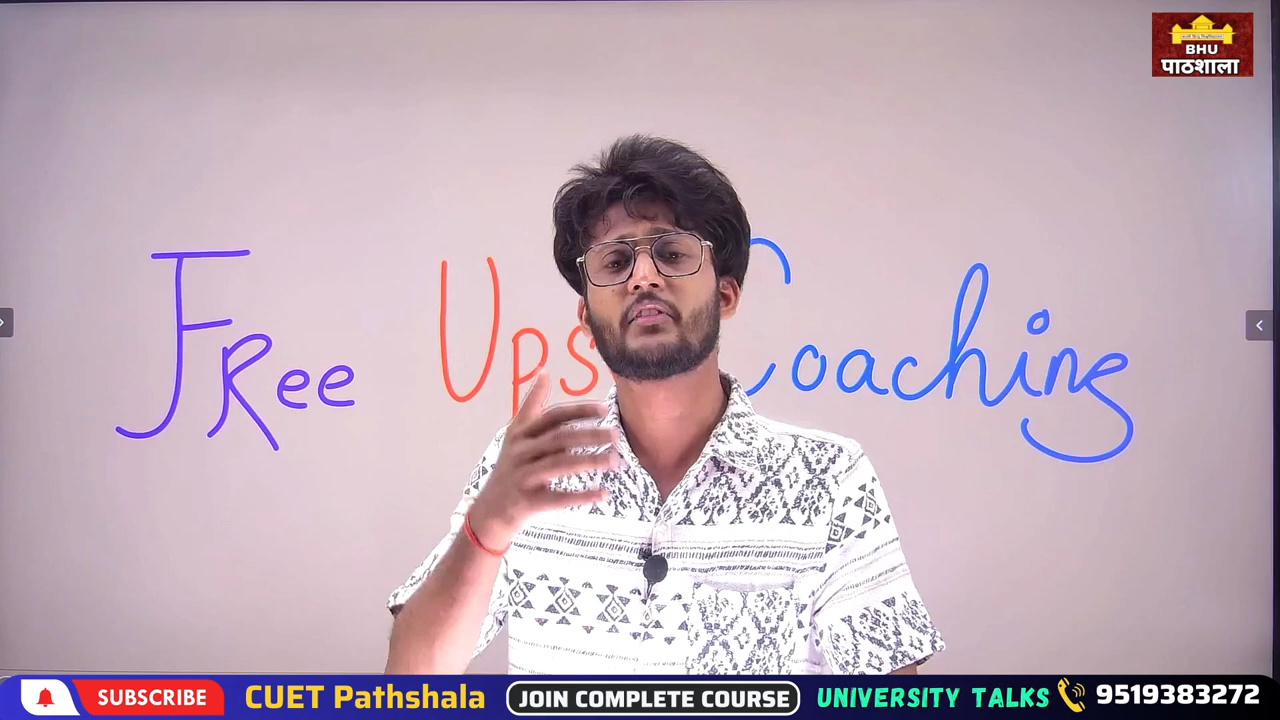 BHU
पाठशाला
FRee Ups Coaching
SUBSCRIBE CUET Pathshala JOIN COMPLETE COURSE UNIVERSITY TALKS 9519383272